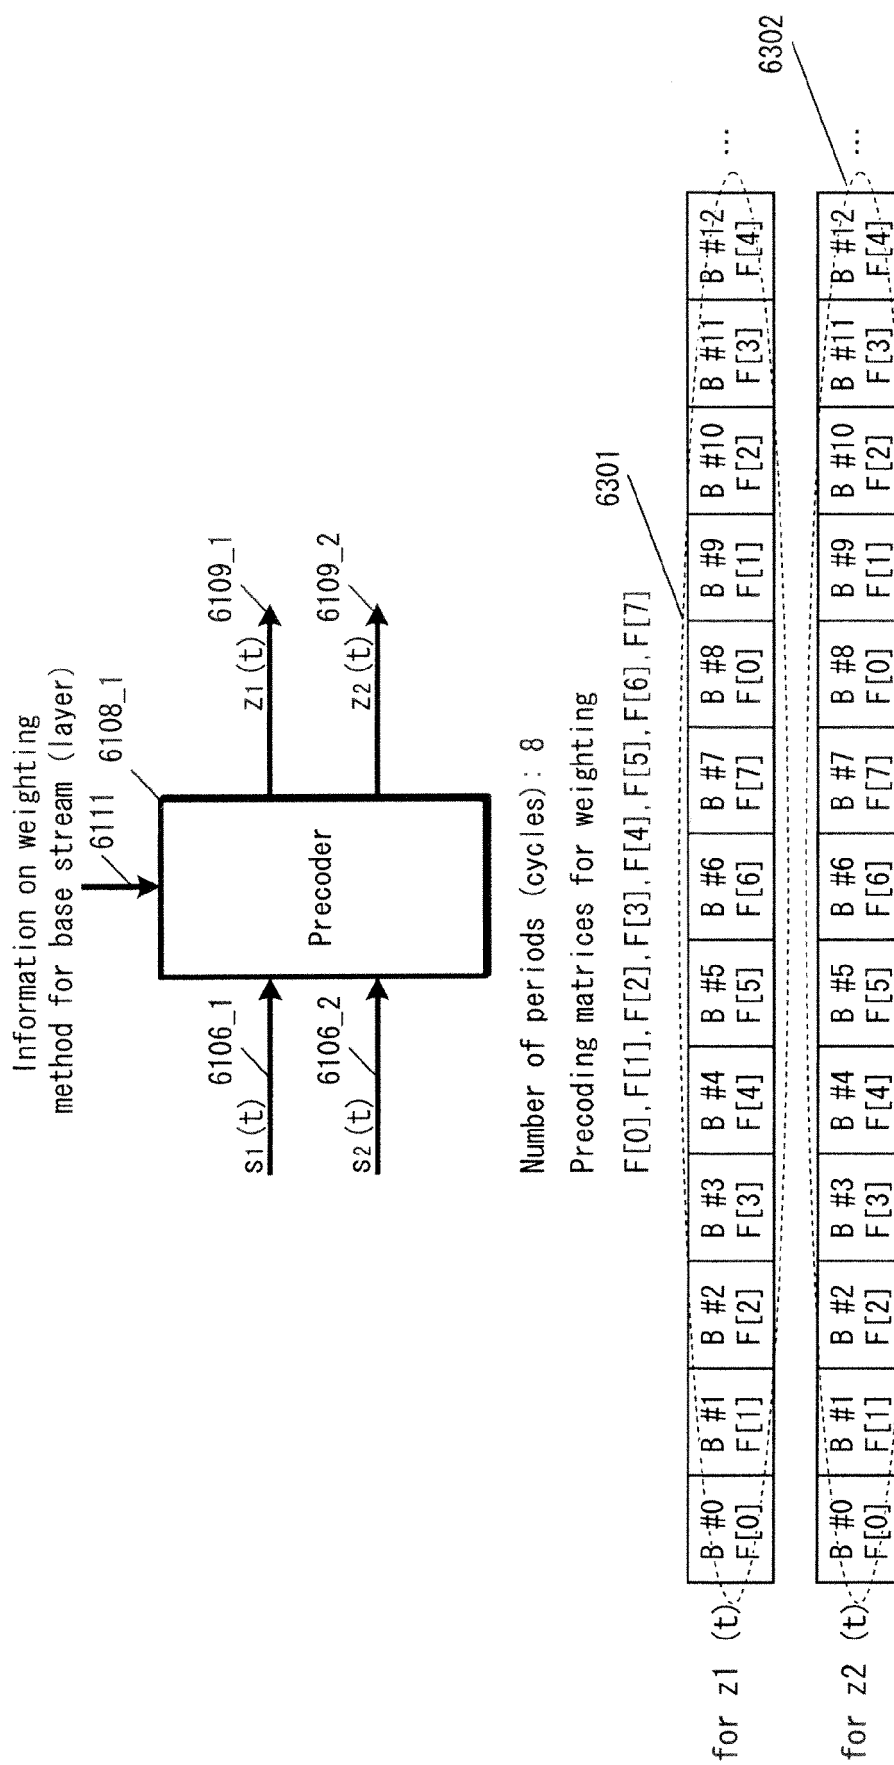 Information on weighting
method for base stream (layer)
6111
6108_1
s1 (t)
6106_1
z1 (t)
6109_1
Precoder
s2 (t)
6106_2
z2 (t)
6109_2
Number of periods (cycles): 8
Precoding matrices for weighting
F[0], F[1], F[2], F[3], F[4], F[5], F[6], F[7]
6301
for z1 (t)
B #0 B #1 B #2 B #3 B #4 B #5 B #6 B #7 B #8 B #9 B #10 B #11 B #12 ...
F[0] F[1] F[2] F[3] F[4] F[5] F[6] F[7] F[0] F[1] F[2] F[3] F[4]
6302
for z2 (t)
B #0 B #1 B #2 B #3 B #4 B #5 B #6 B #7 B #8 B #9 B #10 B #11 B #12 ...
F[0] F[1] F[2] F[3] F[4] F[5] F[6] F[7] F[0] F[1] F[2] F[3] F[4]